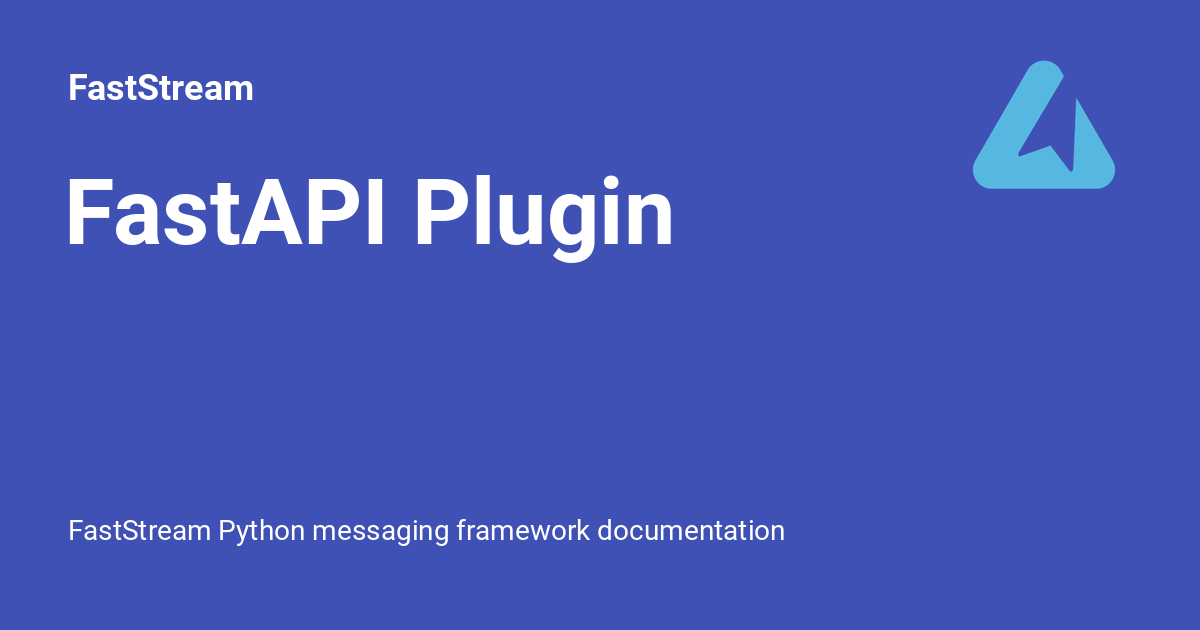 FastStream
FastAPI Plugin
FastStream Python messaging framework documentation